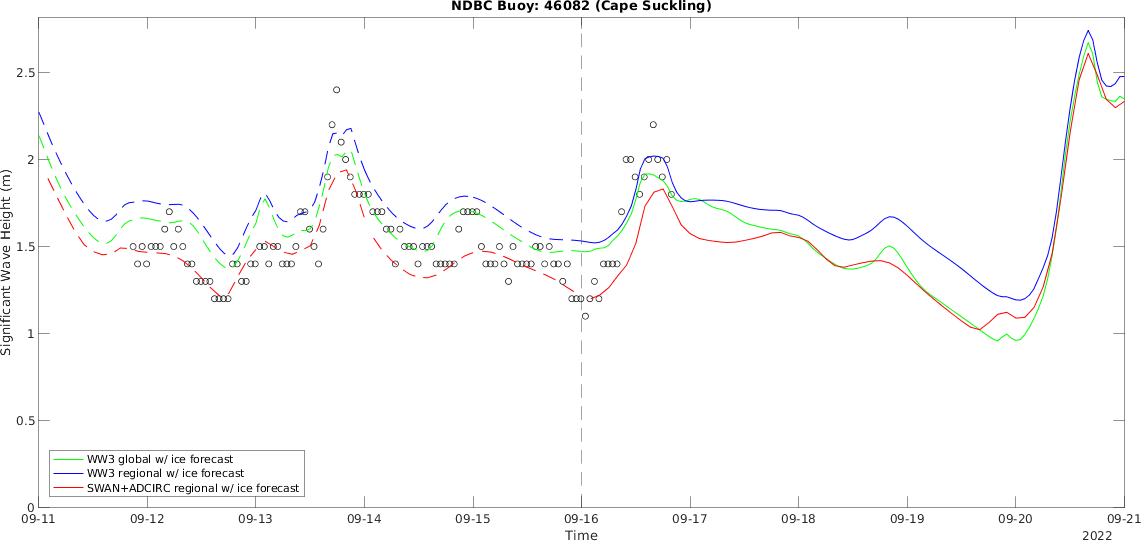 NDBC Buoy: 46082 (Cape Suckling)
Significant Wave Height (m)
2.5
2
1.5
1
0.5
0
WW3 global w/ ice forecast
WW3 regional w/ ice forecast
SWAN+ADCIRC regional w/ ice forecast
09-11 09-12 09-13 09-14 09-15 09-16 09-17 09-18 09-19 09-20 09-21
Time
2022